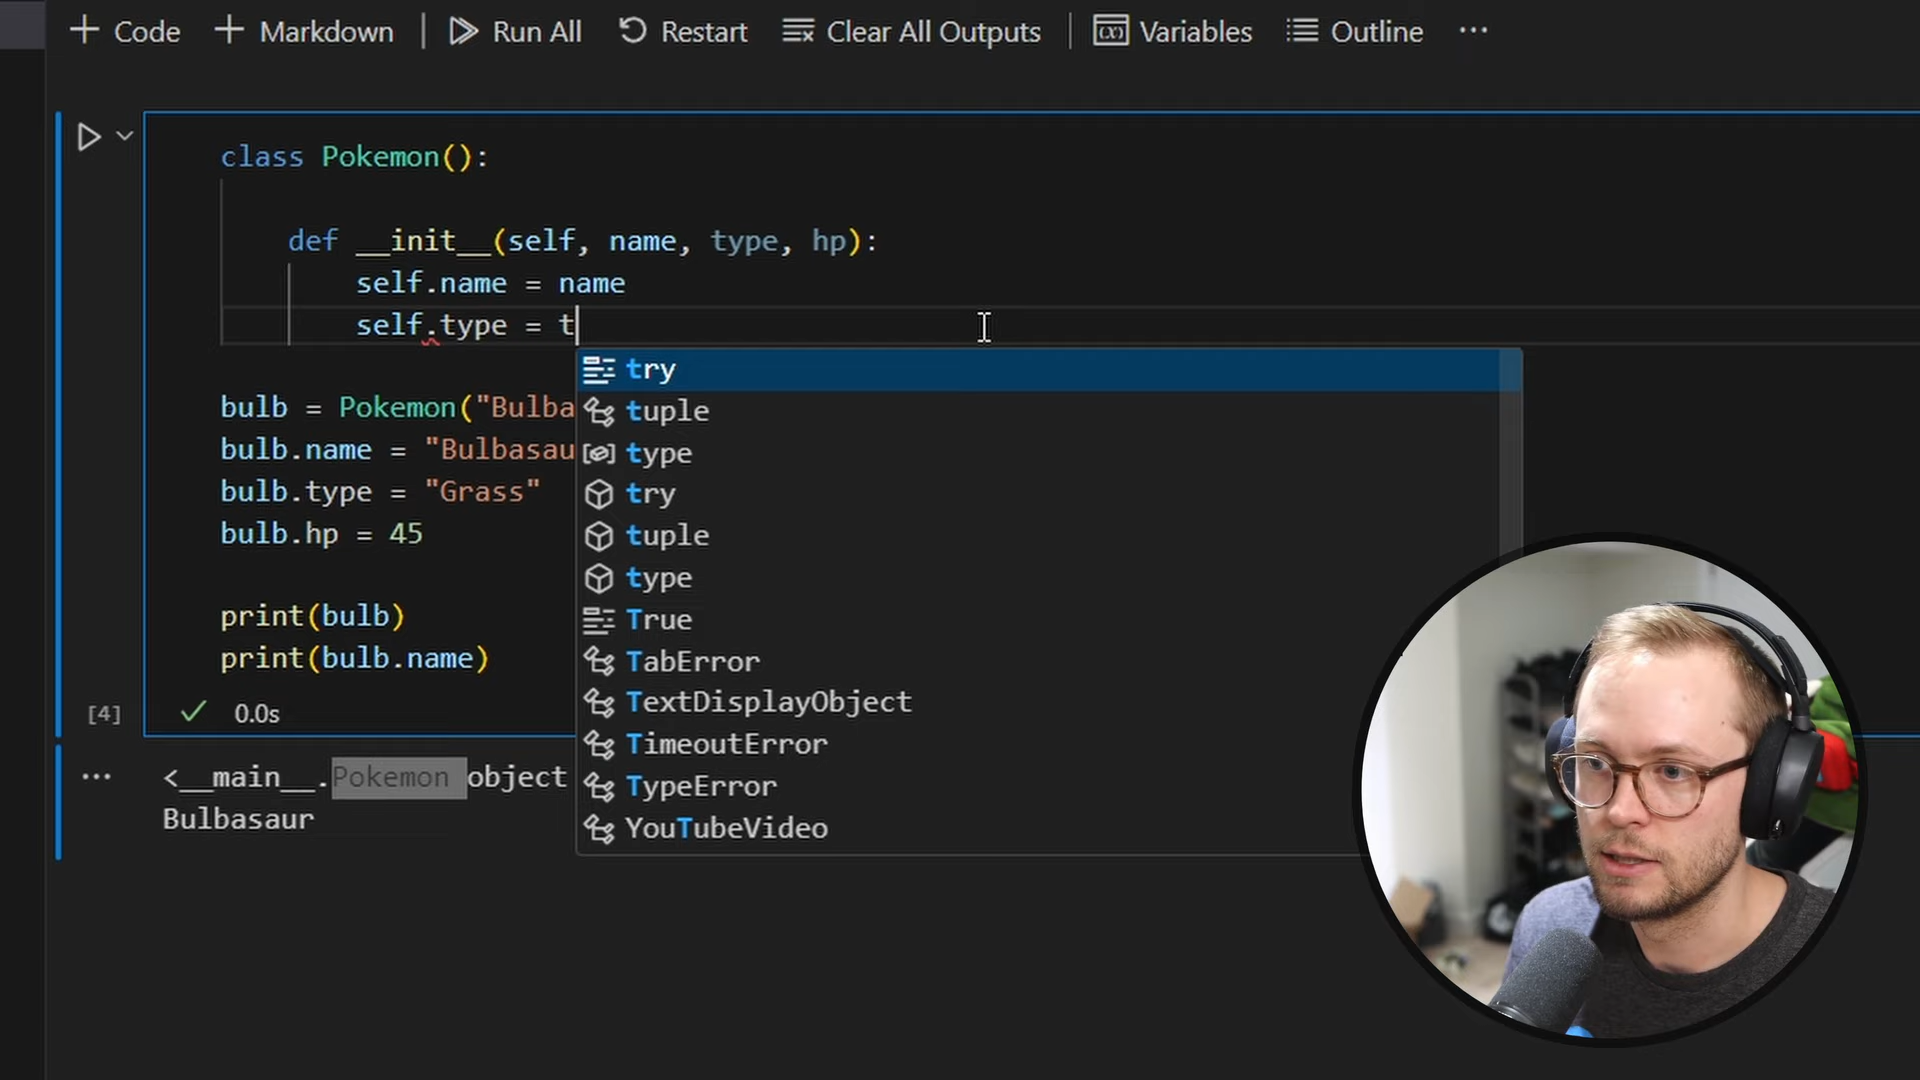 Code Markdown Run All Restart Clear All Outputs Variables Outline ...
class Pokemon():
def __init__(self, name, type, hp):
self.name = name
self.type = t
try
tuple
type
try
tuple
type
True
TabError
TextDisplayObject
TimeoutError
TypeError
YouTubeVideo
bulb = Pokemon("Bulba
bulb.name = "Bulbasau
bulb.type = "Grass"
bulb.hp = 45
print(bulb)
print(bulb.name)
[4] 0.0s
<__main__.Pokemon object
Bulbasaur